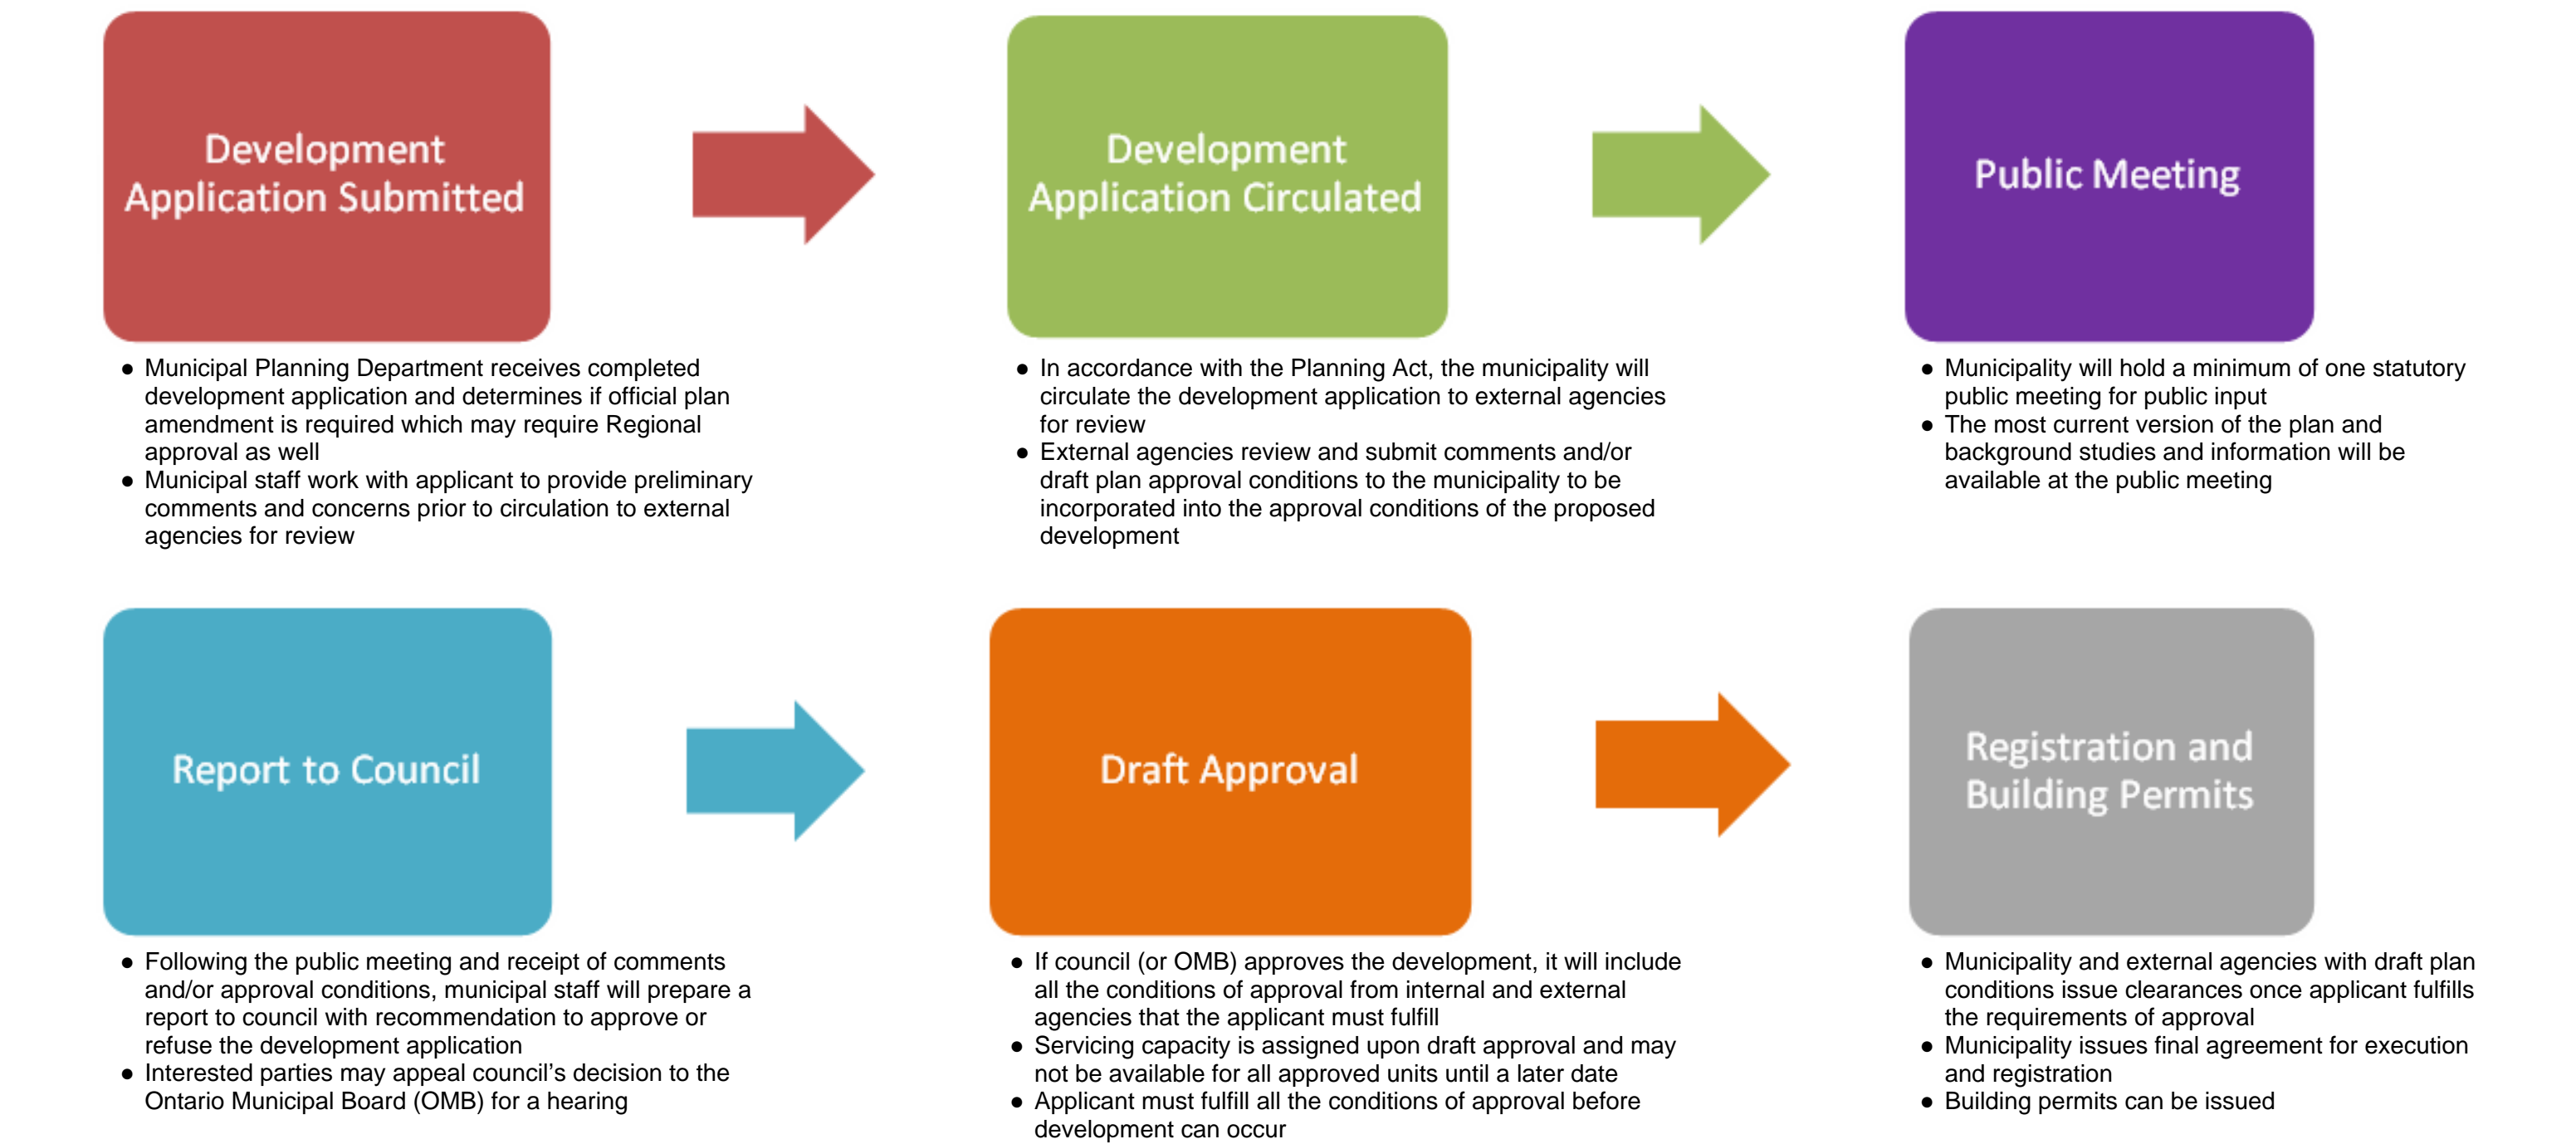 Development
Application Submitted
● Municipal Planning Department receives completed
development application and determines if official plan
amendment is required which may require Regional
approval as well
● Municipal staff work with applicant to provide preliminary
comments and concerns prior to circulation to external
agencies for review
Development
Application Circulated
● In accordance with the Planning Act, the municipality will
circulate the development application to external agencies
for review
● External agencies review and submit comments and/or
draft plan approval conditions to the municipality to be
incorporated into the approval conditions of the proposed
development
Public Meeting
● Municipality will hold a minimum of one statutory
public meeting for public input
● The most current version of the plan and
background studies and information will be
available at the public meeting
Report to Council
● Following the public meeting and receipt of comments
and/or approval conditions, municipal staff will prepare a
report to council with recommendation to approve or
refuse the development application
● Interested parties may appeal council’s decision to the
Ontario Municipal Board (OMB) for a hearing
Draft Approval
● If council (or OMB) approves the development, it will include
all the conditions of approval from internal and external
agencies that the applicant must fulfill
● Servicing capacity is assigned upon draft approval and may
not be available for all approved units until a later date
● Applicant must fulfill all the conditions of approval before
development can occur
Registration and
Building Permits
● Municipality and external agencies with draft plan
conditions issue clearances once applicant fulfills
the requirements of approval
● Municipality issues final agreement for execution
and registration
● Building permits can be issued